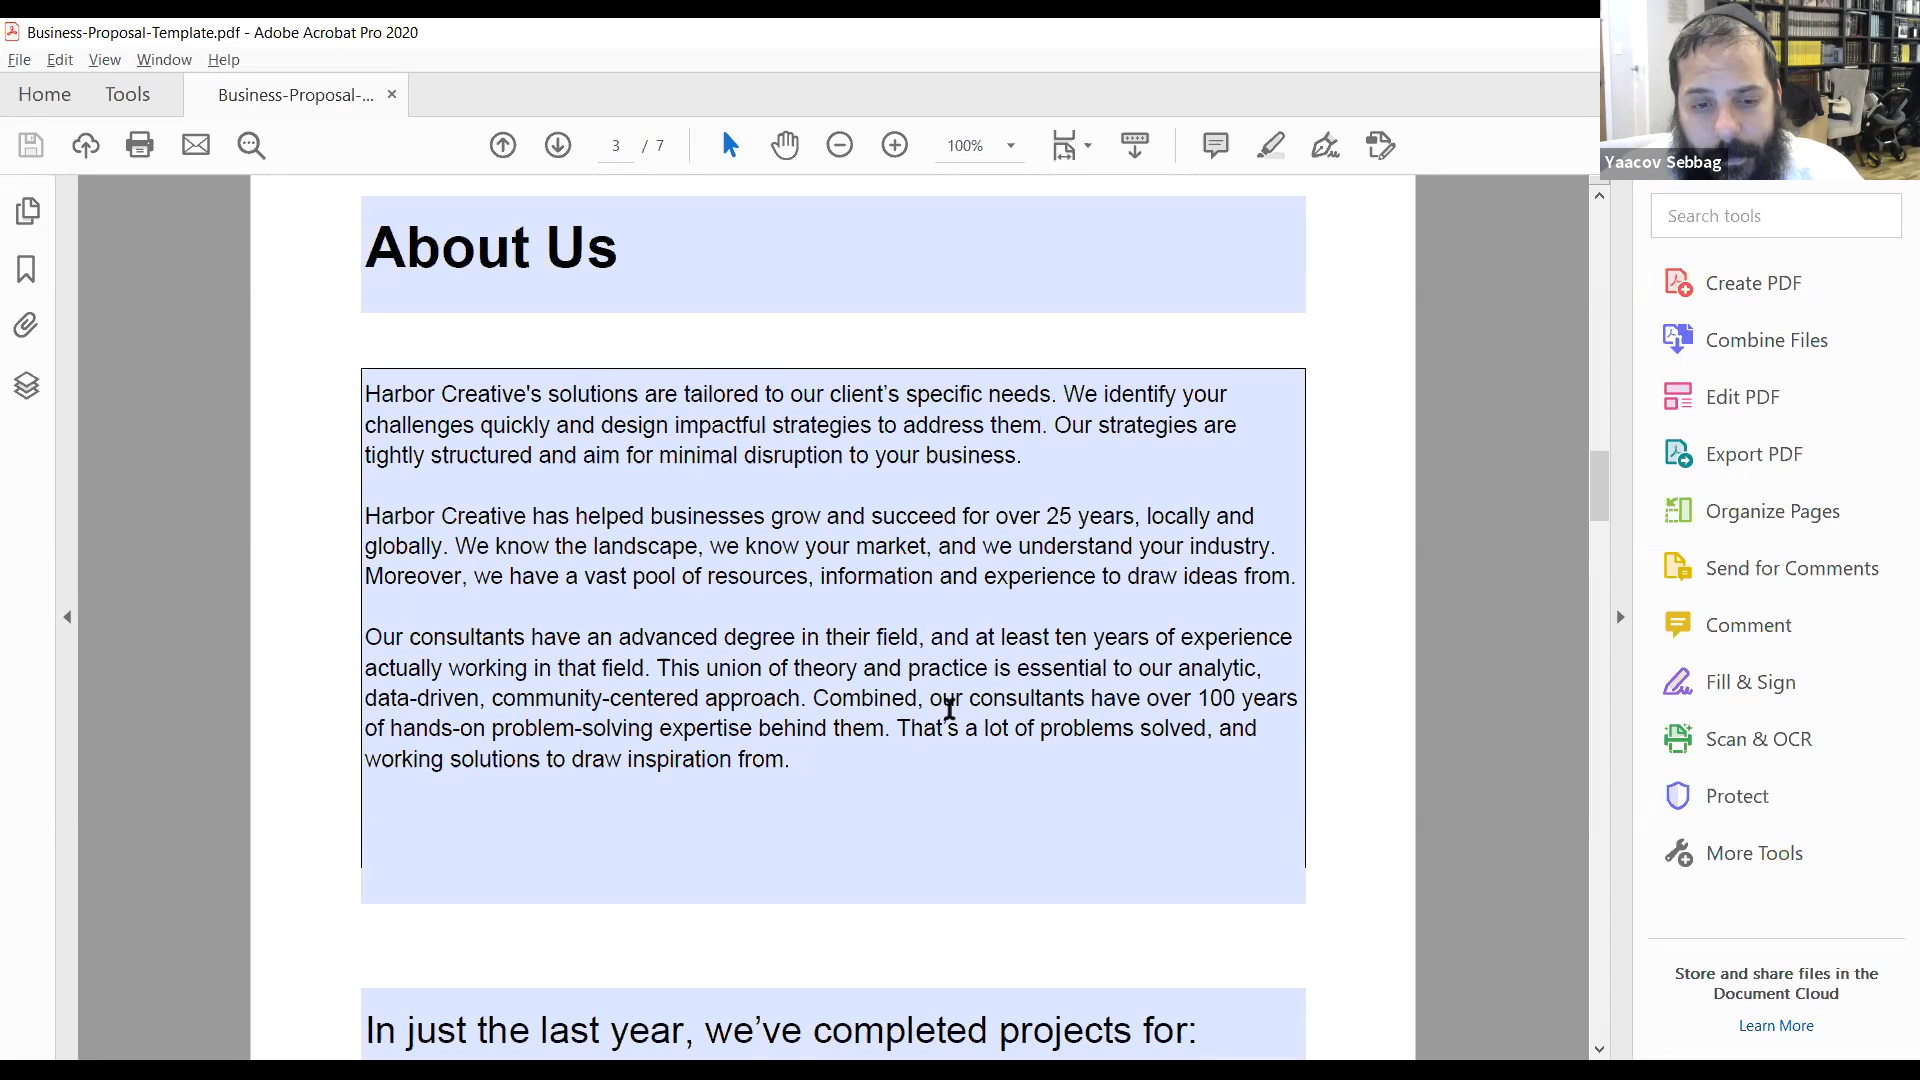 Business-Proposal-Template.pdf - Adobe Acrobat Pro 2020
File Edit View Window Help
Home Tools Business-Proposal-... ×
3 / 7 100%
Yaacov Sebbag
Search tools
Create PDF
Combine Files
Edit PDF
Export PDF
Organize Pages
Send for Comments
Comment
Fill & Sign
Scan & OCR
Protect
More Tools
Store and share files in the
Document Cloud
Learn More
About Us
Harbor Creative's solutions are tailored to our client’s specific needs. We identify your
challenges quickly and design impactful strategies to address them. Our strategies are
tightly structured and aim for minimal disruption to your business.
Harbor Creative has helped businesses grow and succeed for over 25 years, locally and
globally. We know the landscape, we know your market, and we understand your industry.
Moreover, we have a vast pool of resources, information and experience to draw ideas from.
Our consultants have an advanced degree in their field, and at least ten years of experience
actually working in that field. This union of theory and practice is essential to our analytic,
data-driven, community-centered approach. Combined, our consultants have over 100 years
of hands-on problem-solving expertise behind them. That’s a lot of problems solved, and
working solutions to draw inspiration from.
In just the last year, we’ve completed projects for: